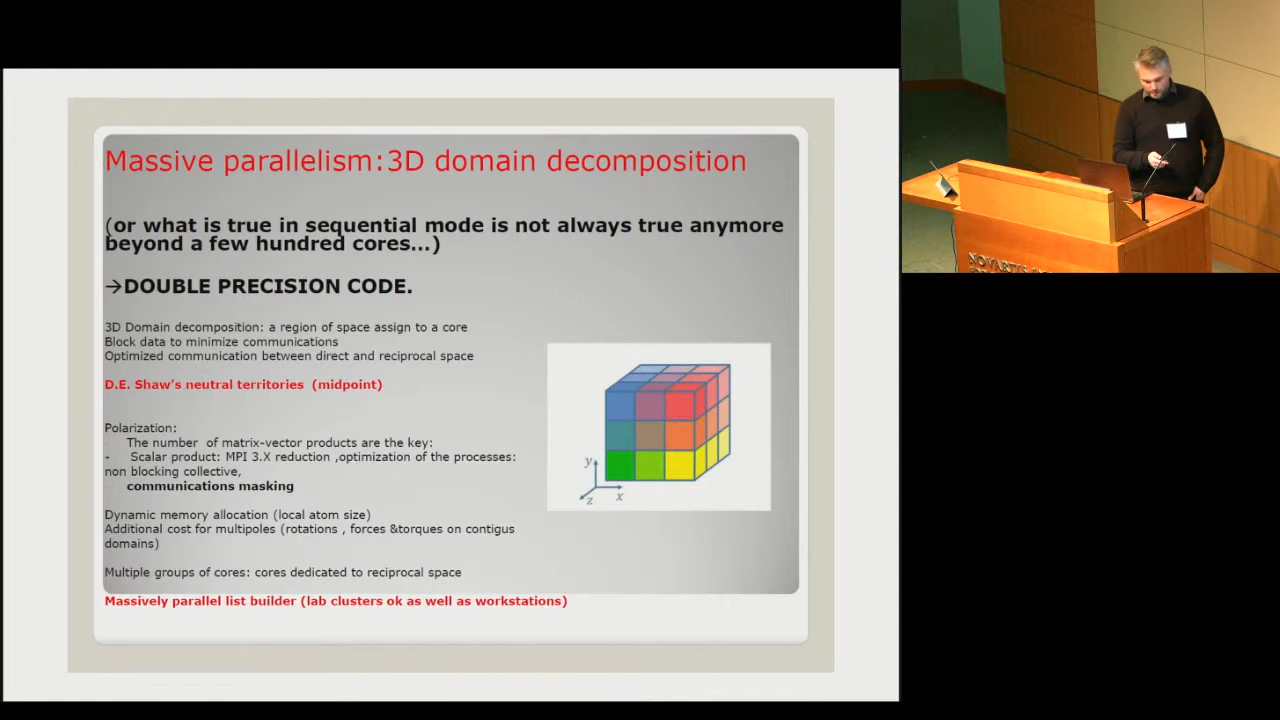 Massive parallelism:3D domain decomposition
(or what is true in sequential mode is not always true anymore
beyond a few hundred cores…)
→DOUBLE PRECISION CODE.
3D Domain decomposition: a region of space assign to a core
Block data to minimize communications
Optimized communication between direct and reciprocal space
D.E. Shaw's neutral territories (midpoint)
Polarization:
The number of matrix-vector products are the key:
- Scalar product: MPI 3.X reduction ,optimization of the processes:
non blocking collective,
communications masking
Dynamic memory allocation (local atom size)
Additional cost for multipoles (rotations , forces &torques on contigus
domains)
Multiple groups of cores: cores dedicated to reciprocal space
Massively parallel list builder (lab clusters ok as well as workstations)
y
z
x
NOVARTIS